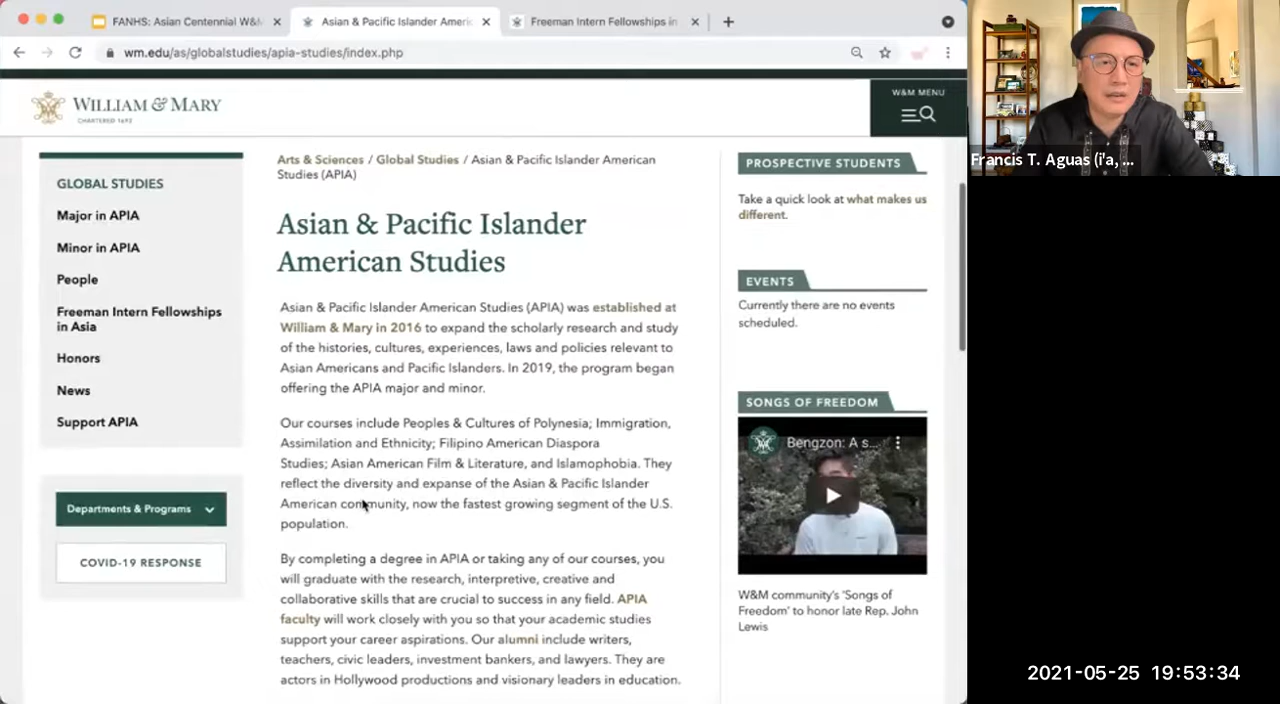 FANHS: Asian Centennial W&M
Asian & Pacific Islander Americ
Freeman Intern Fellowships in
wm.edu/as/globalstudies/apia-studies/index.php
WILLIAM & MARY
CHARTERED 1693
W&M MENU
GLOBAL STUDIES
Major in APIA
Minor in APIA
People
Freeman Intern Fellowships
in Asia
Honors
News
Support APIA
Departments & Programs
COVID-19 RESPONSE
Arts & Sciences / Global Studies / Asian & Pacific Islander American
Studies (APIA)
Asian & Pacific Islander
American Studies
Asian & Pacific Islander American Studies (APIA) was established at
William & Mary in 2016 to expand the scholarly research and study
of the histories, cultures, experiences, laws and policies relevant to
Asian Americans and Pacific Islanders. In 2019, the program began
offering the APIA major and minor.
Our courses include Peoples & Cultures of Polynesia; Immigration,
Assimilation and Ethnicity; Filipino American Diaspora
Studies; Asian American Film & Literature, and Islamophobia. They
reflect the diversity and expanse of the Asian & Pacific Islander
American community, now the fastest growing segment of the U.S.
population.
By completing a degree in APIA or taking any of our courses, you
will graduate with the research, interpretive, creative and
collaborative skills that are crucial to success in any field. APIA
faculty will work closely with you so that your academic studies
support your career aspirations. Our alumni include writers,
teachers, civic leaders, investment bankers, and lawyers. They are
actors in Hollywood productions and visionary leaders in education.
PROSPECTIVE STUDENTS
Take a quick look at what makes us
different.
EVENTS
Currently there are no events
scheduled.
SONGS OF FREEDOM
Bengzon: A s...
W&M community's 'Songs of
Freedom' to honor late Rep. John
Lewis
Francis T. Aguas (i'a, ...
2021-05-25 19:53:34